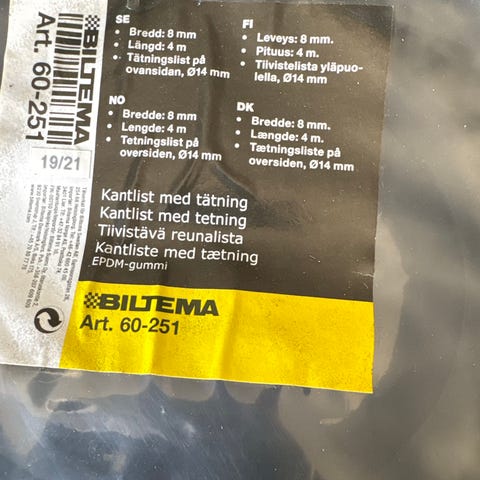 SE
• Bredd: 8 mm
• Längd: 4 m
• Tätningslist på
ovansidan, Ø14 mm
FI
• Leveys: 8 mm.
• Pituus: 4 m.
• Tiivistelista yläpuo-
lella, Ø14 mm
NO
• Bredde: 8 mm
• Lengde: 4 m
• Tetningslist på
oversiden, Ø14 mm
DK
• Bredde: 8 mm.
• Længde: 4 m.
• Tætningsliste på
oversiden, Ø14 mm
Kantlist med tätning
Kantlist med tetning
Tiivistävä reunalista
Kantliste med tætning
EPDM-gummi
BILTEMA
Art. 60-251
BILTEMA
Art. 60-251
19/21